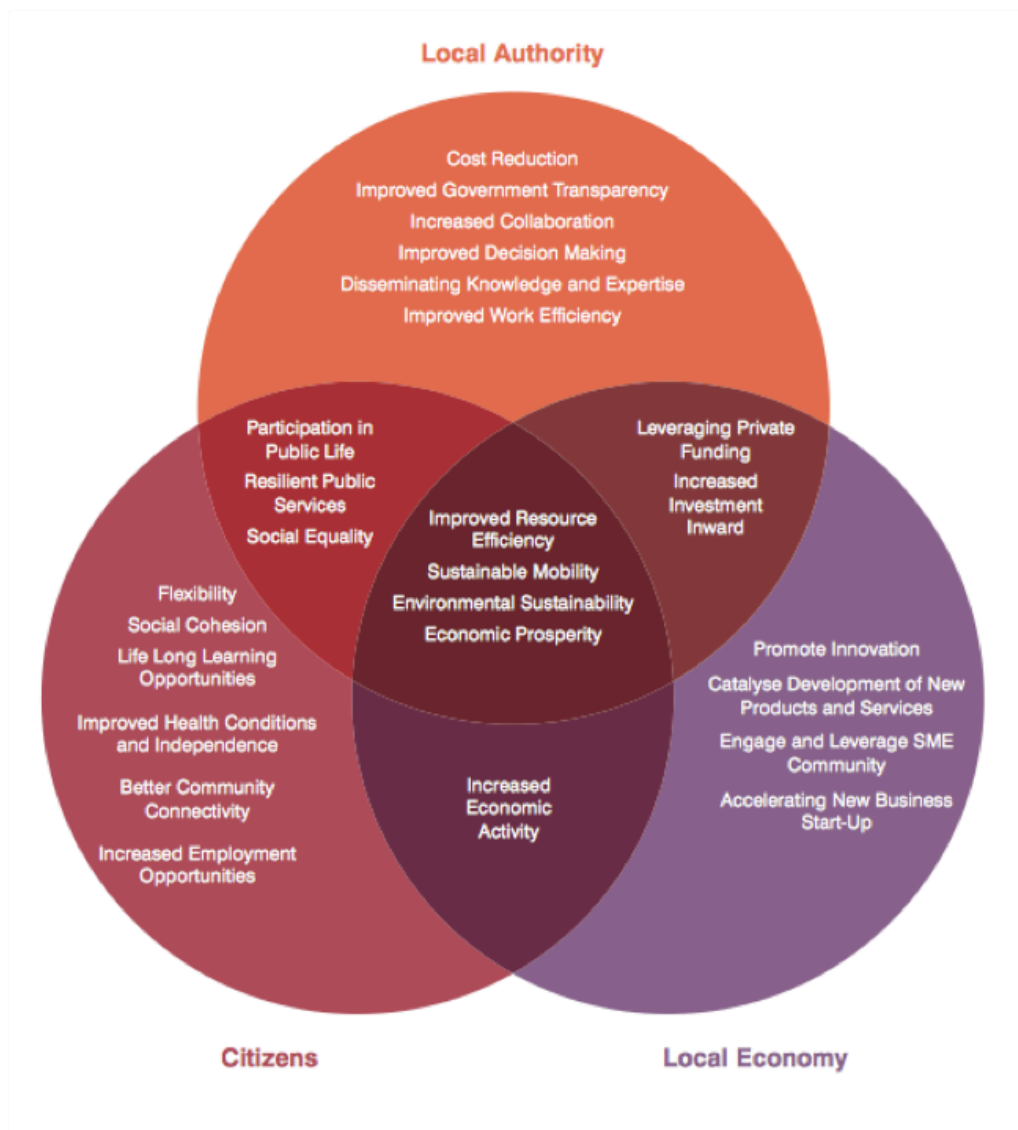 Local Authority
Cost Reduction
Improved Government Transparency
Increased Collaboration
Improved Decision Making
Disseminating Knowledge and Expertise
Improved Work Efficiency
Participation in
Public Life
Resilient Public
Services
Social Equality
Leveraging Private
Funding
Increased
Investment
Inward
Improved Resource
Efficiency
Sustainable Mobility
Environmental Sustainability
Economic Prosperity
Flexibility
Social Cohesion
Life Long Learning
Opportunities
Improved Health Conditions
and Independence
Better Community
Connectivity
Increased Employment
Opportunities
Increased
Economic
Activity
Promote Innovation
Catalyse Development of New
Products and Services
Engage and Leverage SME
Community
Accelerating New Business
Start-Up
Citizens
Local Economy